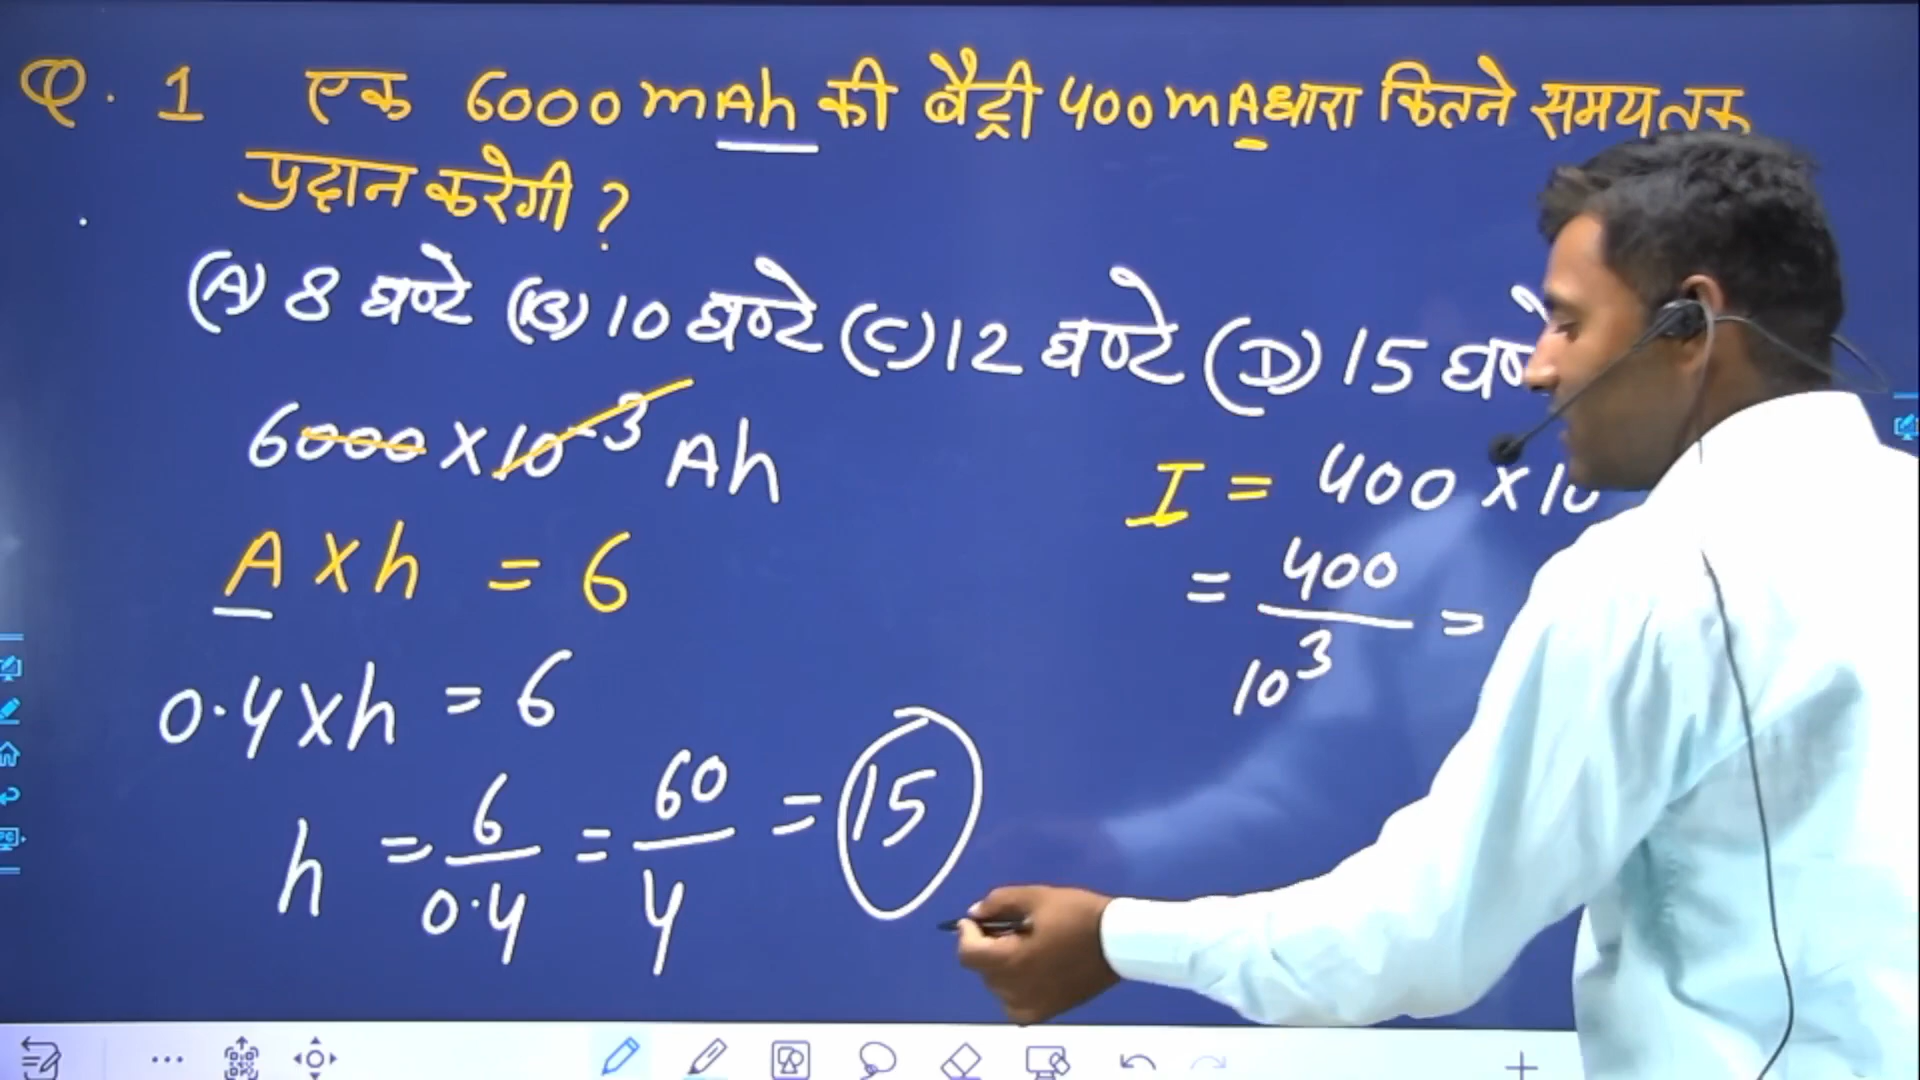 Q. 1 एक 6000 mAh की बैट्री 400 mA धारा कितने समय तक
प्रदान करेगी ?
(A) 8 घण्टे (B) 10 घण्टे (C) 12 घण्टे (D) 15
6000 X 10⁻³ Ah
I = 400 X 10
A X h = 6
= 400/10³ =
0.4 X h = 6
h = 6/0.4 = 60/4 = 15